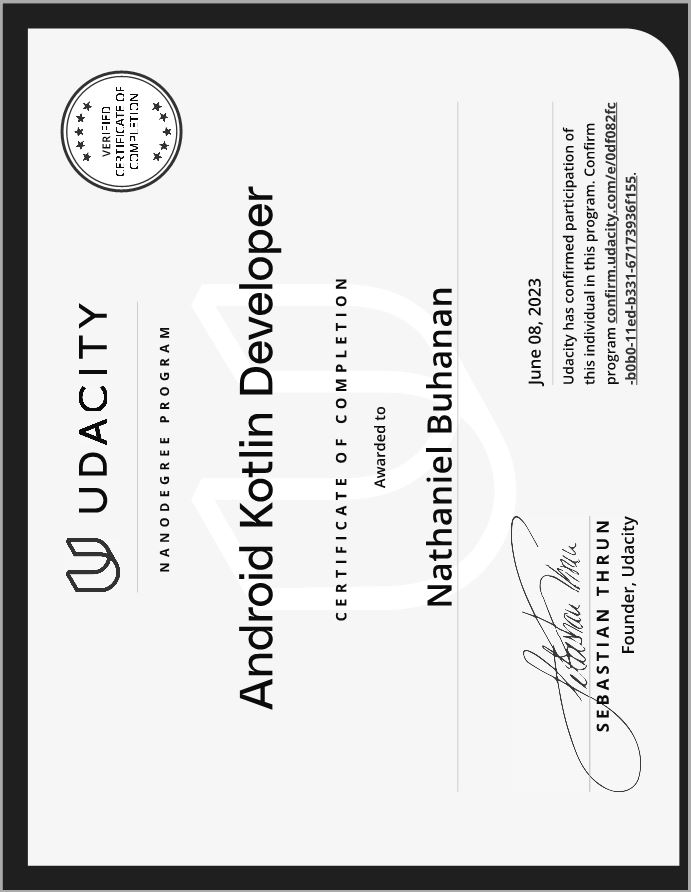 UDACITY
VERIFIED
CERTIFICATE OF
COMPLETION
NANODEGREE PROGRAM
Android Kotlin Developer
CERTIFICATE OF COMPLETION
Awarded to
Nathaniel Buhanan
Sebastian Thrun
SEBASTIAN THRUN
Founder, Udacity
June 08, 2023
Udacity has confirmed participation of
this individual in this program. Confirm
program confirm.udacity.com/e/0df082fc
-b0b0-11ed-b331-67173936f155.